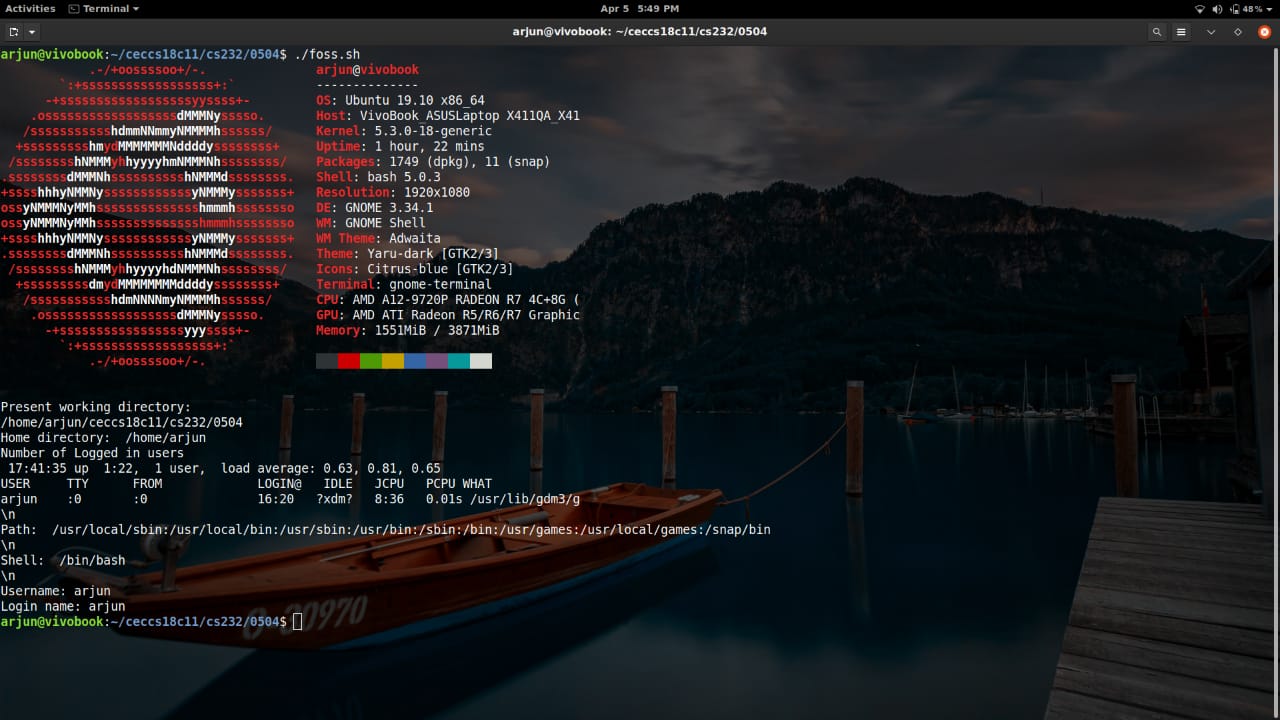 Activities Terminal Apr 5 5:49 PM 48%
arjun@vivobook: ~/ceccs18c11/cs232/0504
arjun@vivobook:~/ceccs18c11/cs232/0504$ ./foss.sh
.-/+oossssoo+/-. arjun@vivobook
`:+ssssssssssssssssss+:` --------------
-+ssssssssssssssssssyyssss+- OS: Ubuntu 19.10 x86_64
.ossssssssssssssssssdMMMNysssso. Host: VivoBook_ASUSLaptop X411QA_X41
/ssssssssssshdmmNNmmyNMMMMhssssss/ Kernel: 5.3.0-18-generic
+ssssssssshmydMMMMMMMNddddyssssssss+ Uptime: 1 hour, 22 mins
/sssssssshNMMMyhhyyyyhmNMMMNhssssssss/ Packages: 1749 (dpkg), 11 (snap)
.ssssssssdMMMNhsssssssssshNMMMdssssssss. Shell: bash 5.0.3
+sssshhhyNMMNyssssssssssssyNMMMysssssss+ Resolution: 1920x1080
ossyNMMMNyMMhsssssssssssssshmmmhssssssso DE: GNOME 3.34.1
ossyNMMMNyMMhsssssssssssssshmmmhssssssso WM: GNOME Shell
+sssshhhyNMMNyssssssssssssyNMMMysssssss+ WM Theme: Adwaita
.ssssssssdMMMNhsssssssssshNMMMdssssssss. Theme: Yaru-dark [GTK2/3]
/sssssssshNMMMyhhyyyyhdNMMMNhssssssss/ Icons: Citrus-blue [GTK2/3]
+sssssssssdmydMMMMMMMMddddyssssssss+ Terminal: gnome-terminal
/ssssssssssshdmNNNNmyNMMMMhssssss/ CPU: AMD A12-9720P RADEON R7 4C+8G (
.ossssssssssssssssssdMMMNysssso. GPU: AMD ATI Radeon R5/R6/R7 Graphic
-+sssssssssssssssssyyyssss+- Memory: 1551MiB / 3871MiB
`:+ssssssssssssssssss+:`
.-/+oossssoo+/-.
Present working directory:
/home/arjun/ceccs18c11/cs232/0504
Home directory:  /home/arjun
Number of Logged in users
17:41:35 up  1:22,  1 user,  load average: 0.63, 0.81, 0.65
USER TTY FROM LOGIN@ IDLE JCPU PCPU WHAT
arjun :0 :0 16:20 ?xdm? 8:36 0.01s /usr/lib/gdm3/g
\n
Path:  /usr/local/sbin:/usr/local/bin:/usr/sbin:/usr/bin:/sbin:/bin:/usr/games:/usr/local/games:/snap/bin
\n
Shell:  /bin/bash
\n
Username: arjun
Login name: arjun
arjun@vivobook:~/ceccs18c11/cs232/0504$